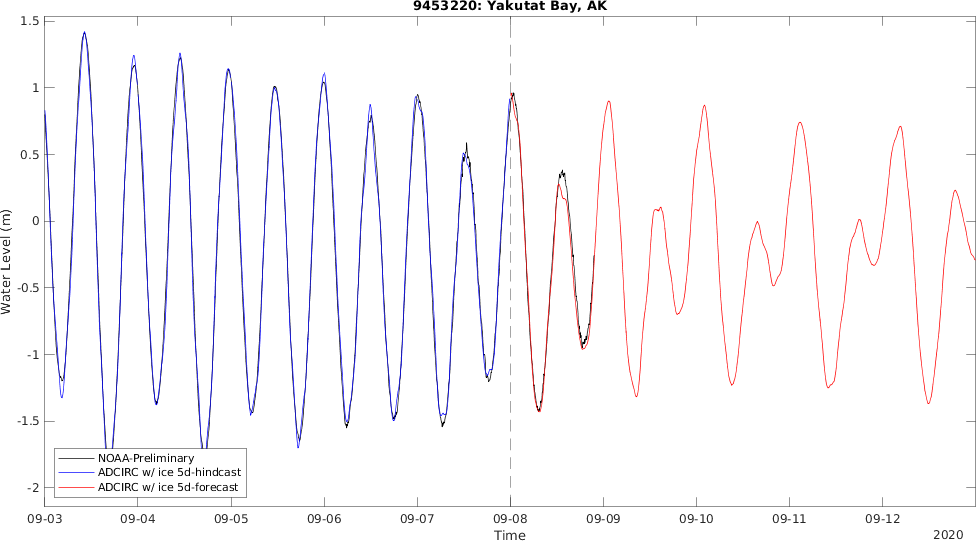 9453220: Yakutat Bay, AK
1.5
1
0.5
0
-0.5
-1
-1.5
-2
Water Level (m)
NOAA-Preliminary
ADCIRC w/ ice 5d-hindcast
ADCIRC w/ ice 5d-forecast
09-03 09-04 09-05 09-06 09-07 09-08 09-09 09-10 09-11 09-12
Time
2020